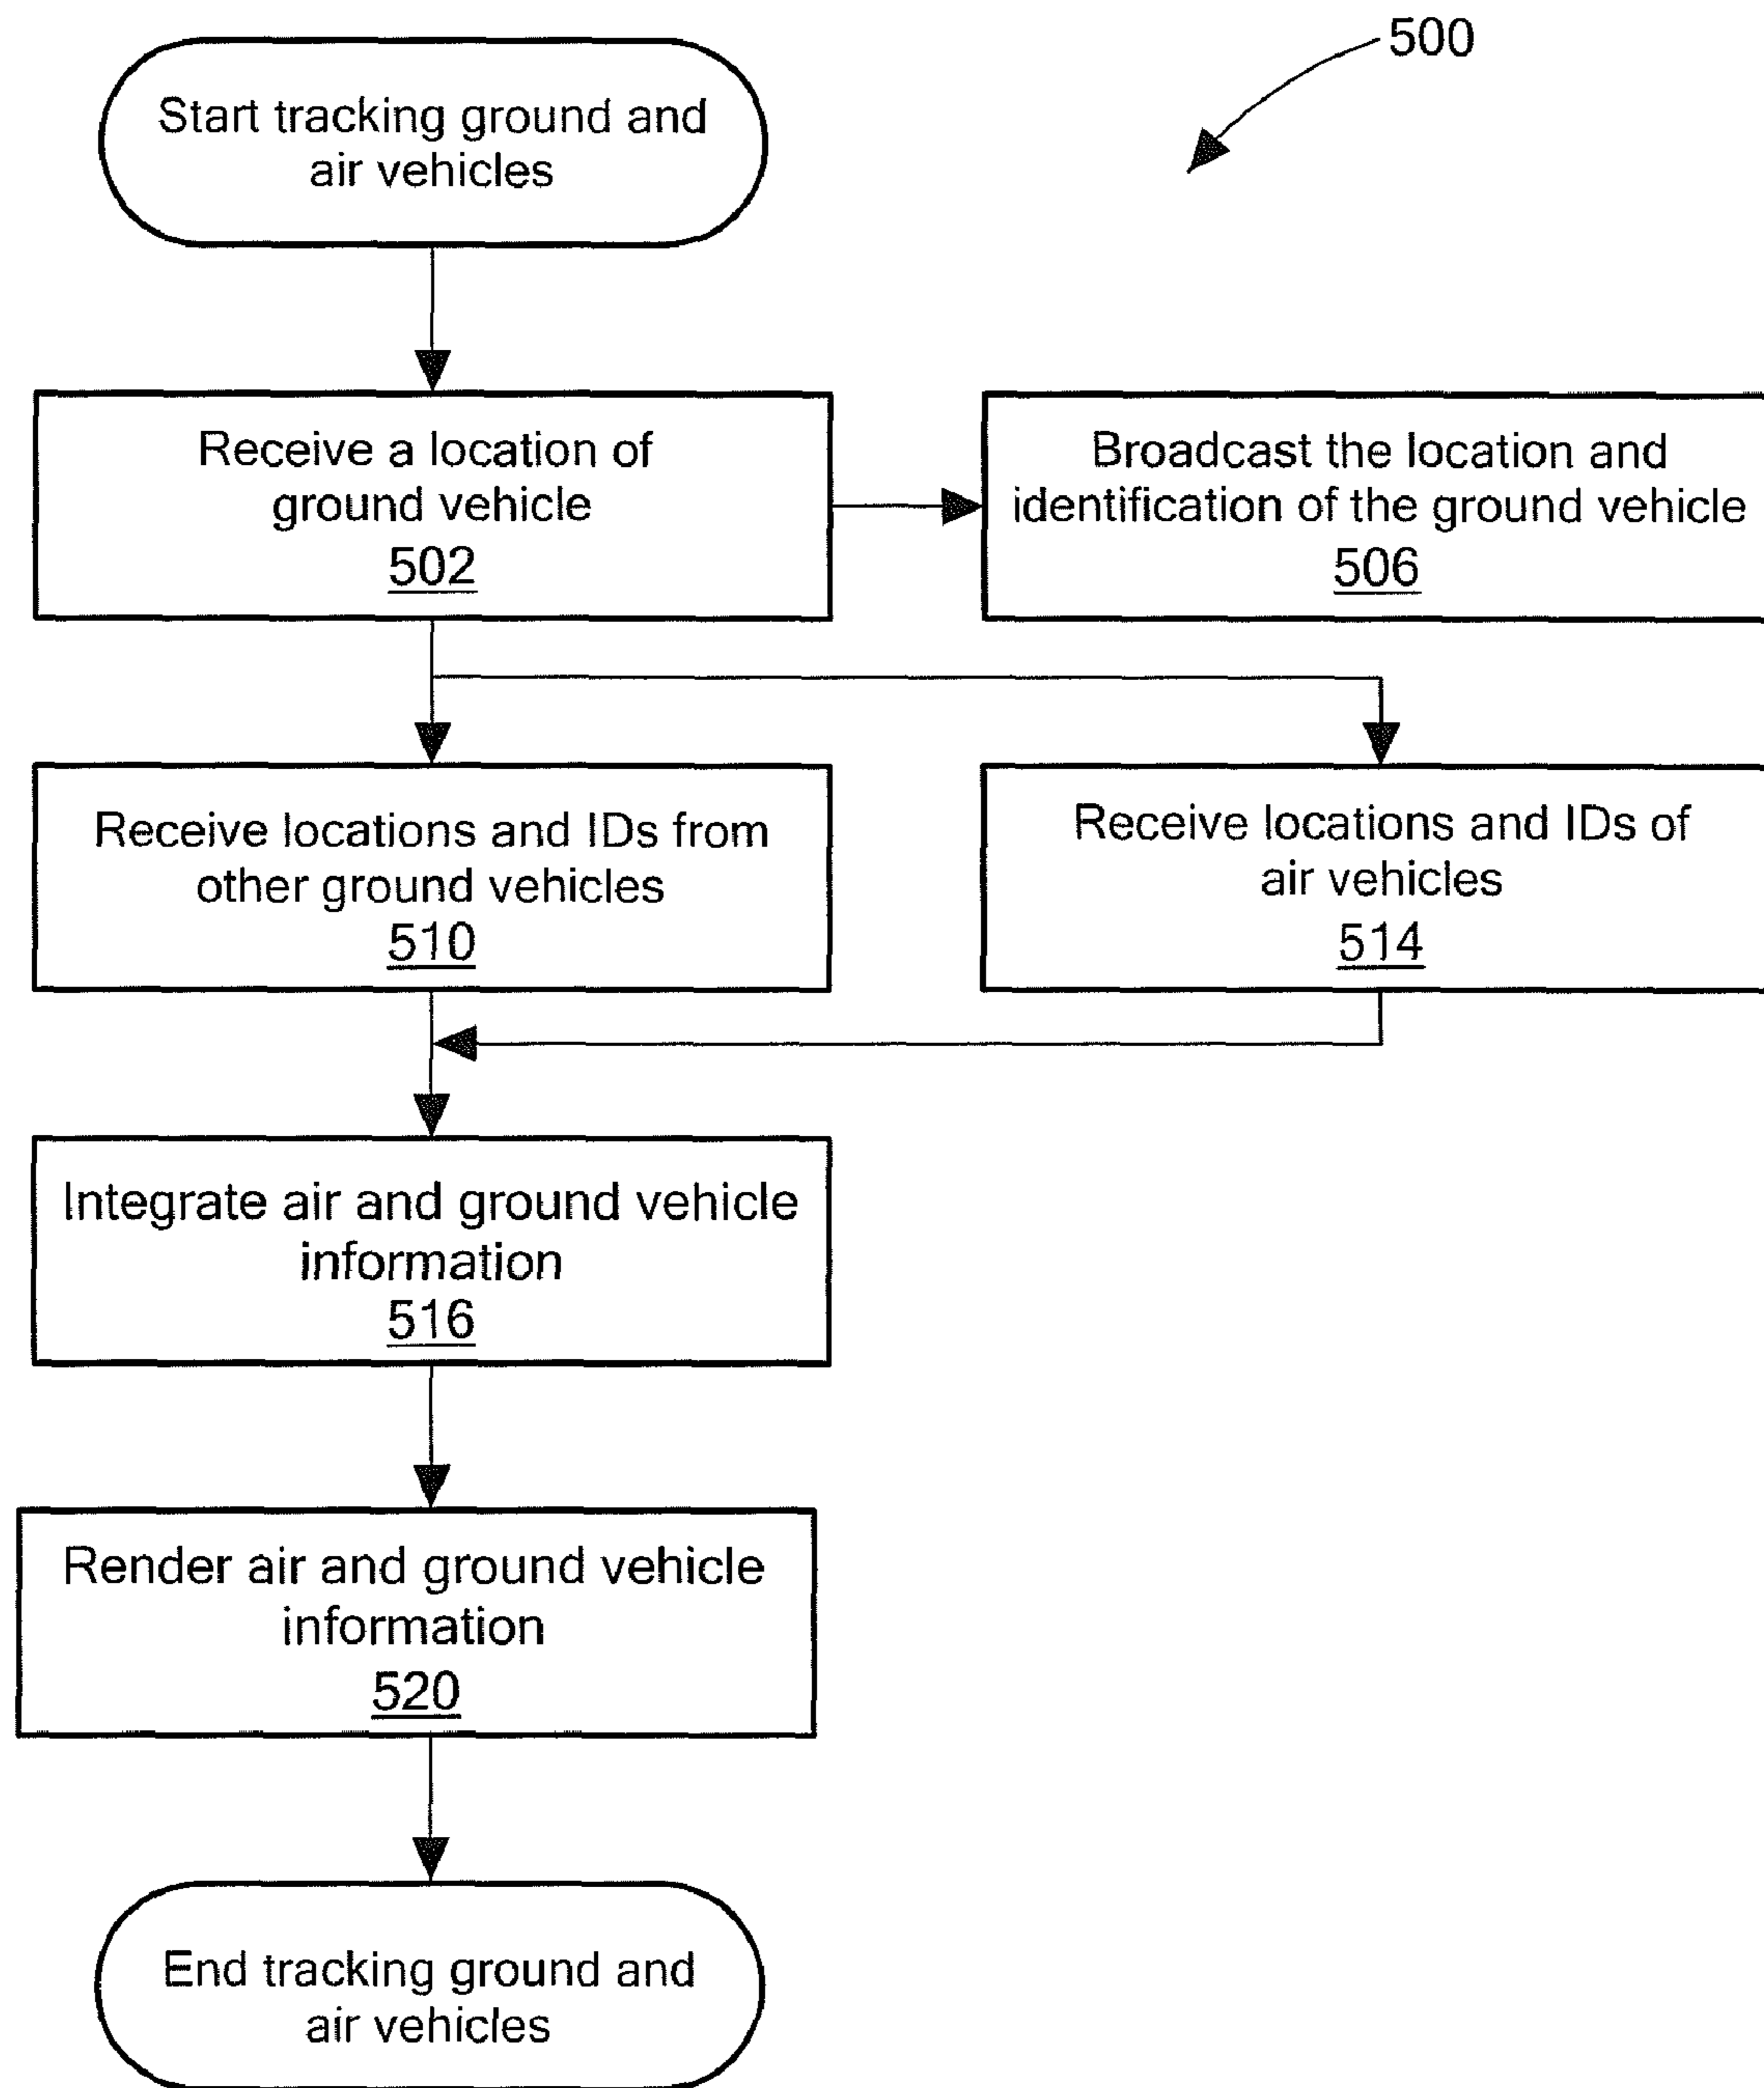 500
Start tracking ground and
air vehicles
Receive a location of
ground vehicle
502
Broadcast the location and
identification of the ground vehicle
506
Receive locations and IDs from
other ground vehicles
510
Receive locations and IDs of
air vehicles
514
Integrate air and ground vehicle
information
516
Render air and ground vehicle
information
520
End tracking ground and
air vehicles